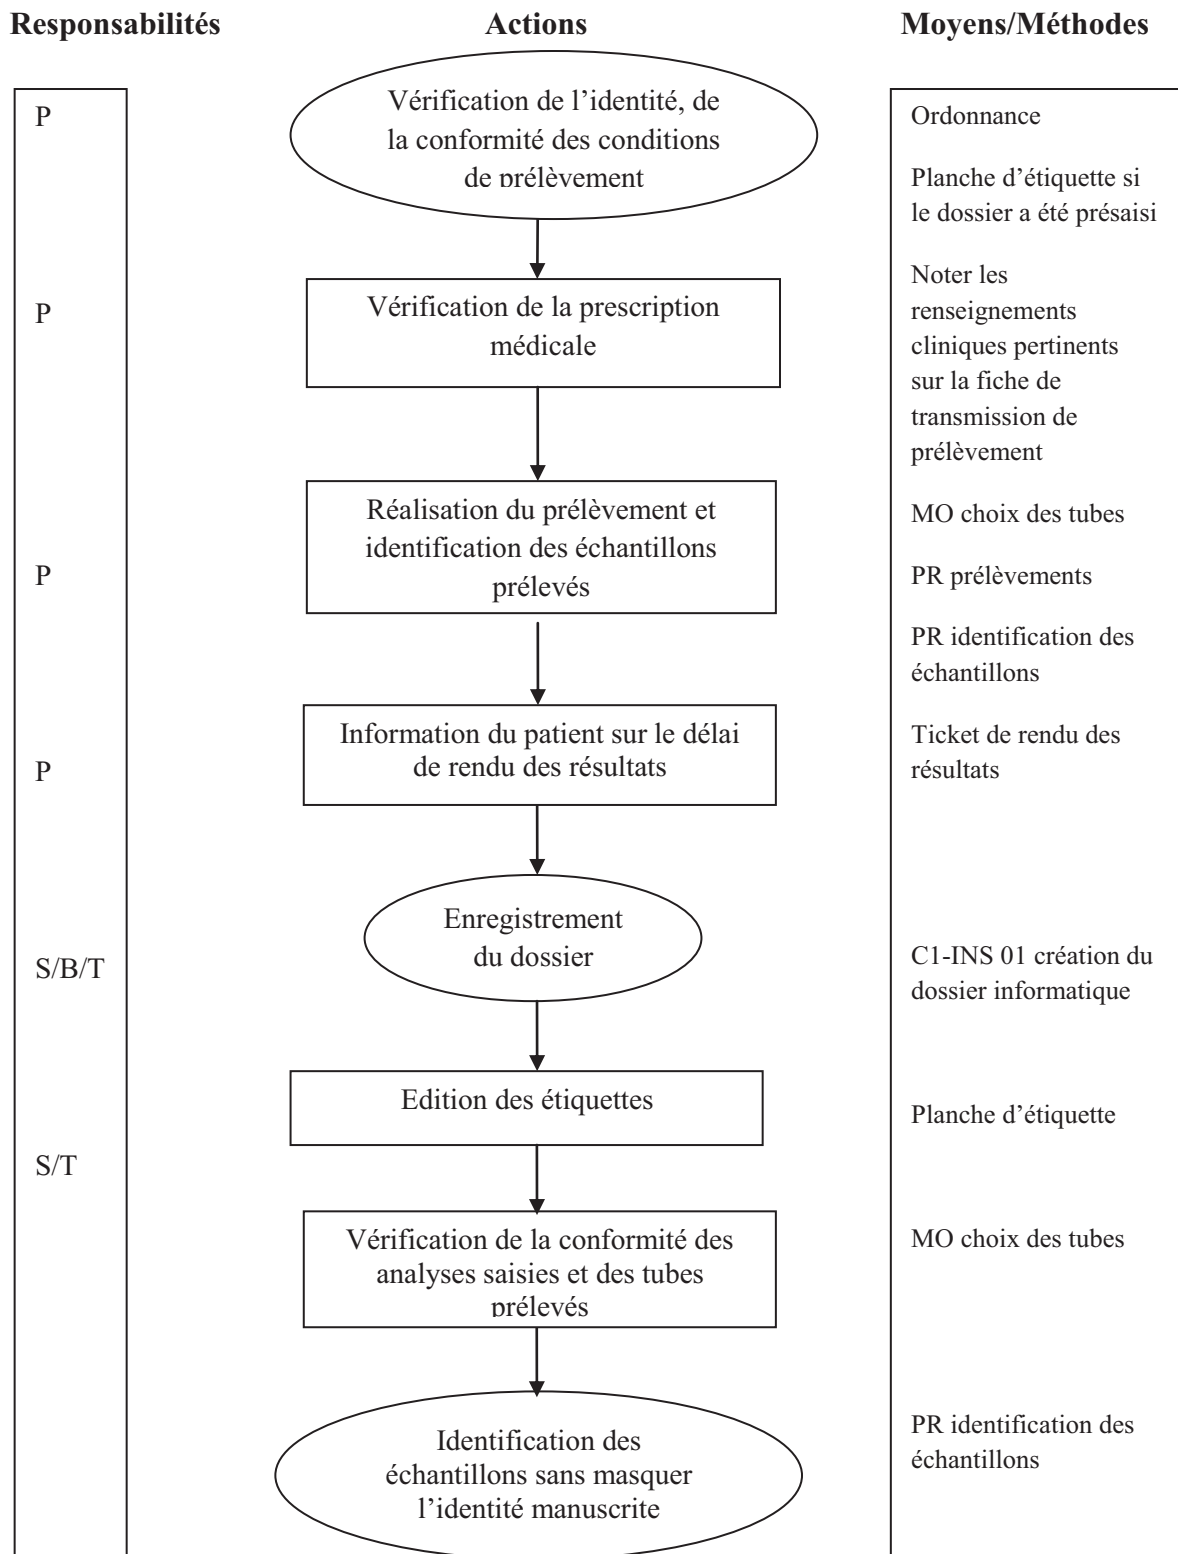 Responsabilités
Actions
Moyens/Méthodes
P
Vérification de l’identité, de
la conformité des conditions
de prélèvement
Ordonnance
Planche d’étiquette si
le dossier a été présaisi
P
Vérification de la prescription
médicale
Noter les
renseignements
cliniques pertinents
sur la fiche de
transmission de
prélèvement
P
Réalisation du prélèvement et
identification des échantillons
prélevés
MO choix des tubes
PR prélèvements
PR identification des
échantillons
P
Information du patient sur le délai
de rendu des résultats
Ticket de rendu des
résultats
S/B/T
Enregistrement
du dossier
C1-INS 01 création du
dossier informatique
Edition des étiquettes
Planche d’étiquette
S/T
Vérification de la conformité des
analyses saisies et des tubes
prélevés
MO choix des tubes
Identification des
échantillons sans masquer
l’identité manuscrite
PR identification des
échantillons